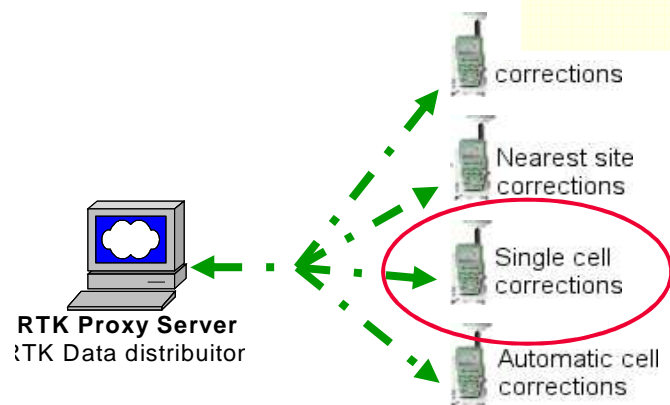 corrections
Nearest site
corrections
Single cell
corrections
Automatic cell
corrections
RTK Proxy Server
TK Data distribuitor